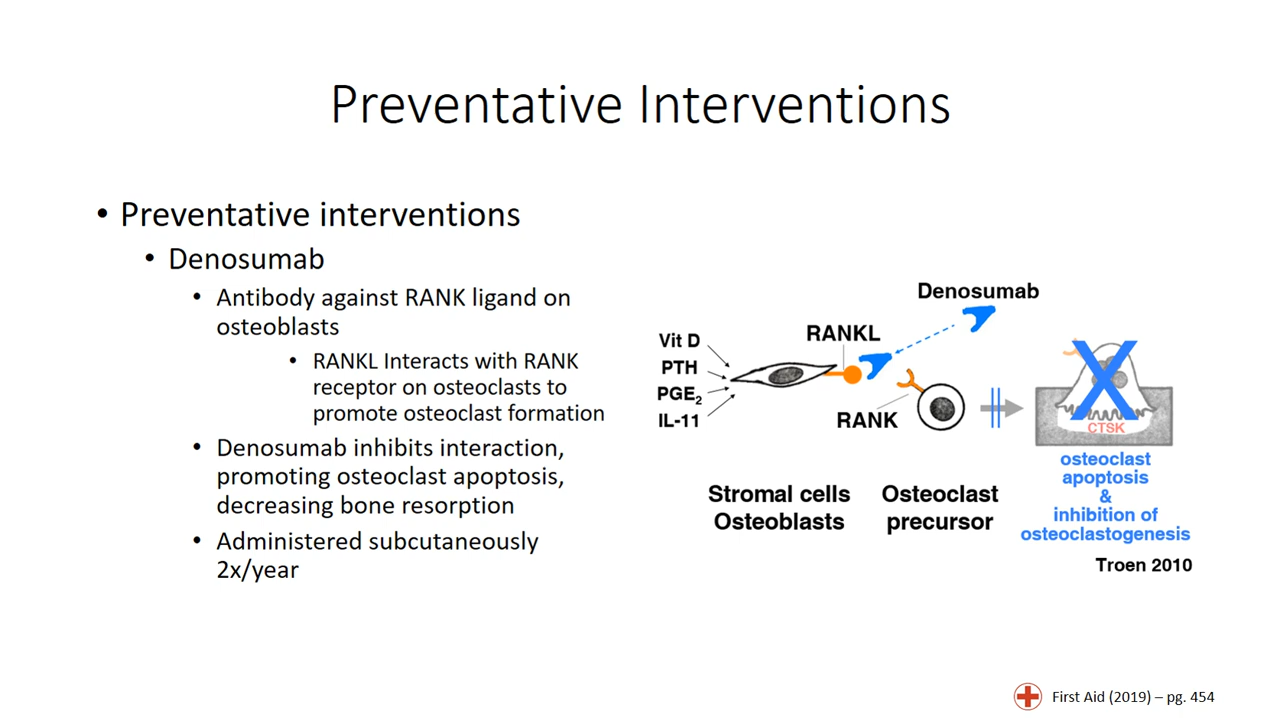 Preventative Interventions
• Preventative interventions
• Denosumab
• Antibody against RANK ligand on
osteoblasts
• RANKL Interacts with RANK
receptor on osteoclasts to
promote osteoclast formation
• Denosumab inhibits interaction,
promoting osteoclast apoptosis,
decreasing bone resorption
• Administered subcutaneously
2x/year
Denosumab
RANKL
Vit D
PTH
PGE₂
IL-11
RANK
CTSK
Stromal cells
Osteoblasts
Osteoclast
precursor
osteoclast
apoptosis
&
inhibition of
osteoclastogenesis
Troen 2010
First Aid (2019) – pg. 454